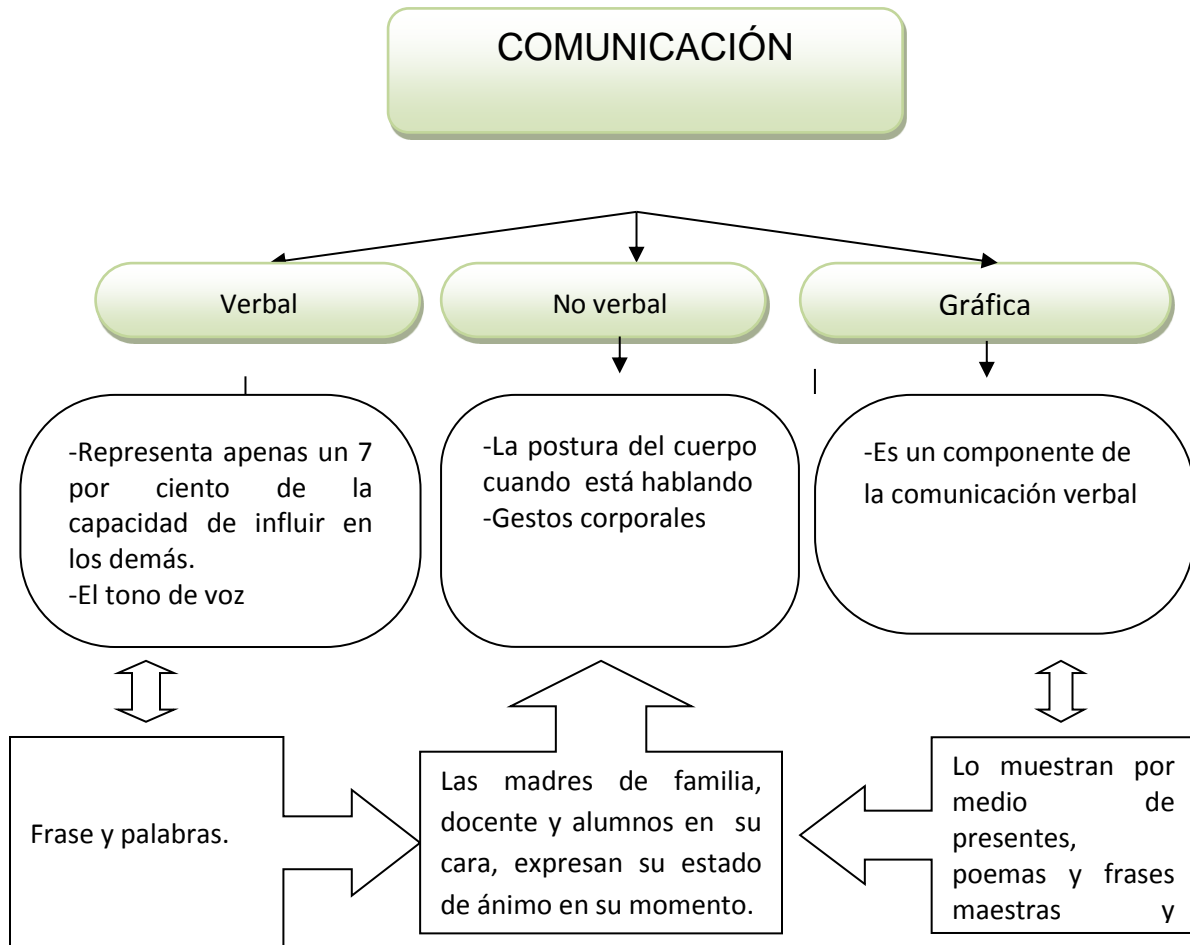 COMUNICACIÓN
Verbal
No verbal
Gráfica
-Representa apenas un 7
por ciento de la
capacidad de influir en
los demás.
-El tono de voz
-La postura del cuerpo
cuando está hablando
-Gestos corporales
-Es un componente de
la comunicación verbal
Frase y palabras.
Las madres de familia,
docente y alumnos en su
cara, expresan su estado
de ánimo en su momento.
Lo muestran por
medio de
presentes,
poemas y frases
maestras y